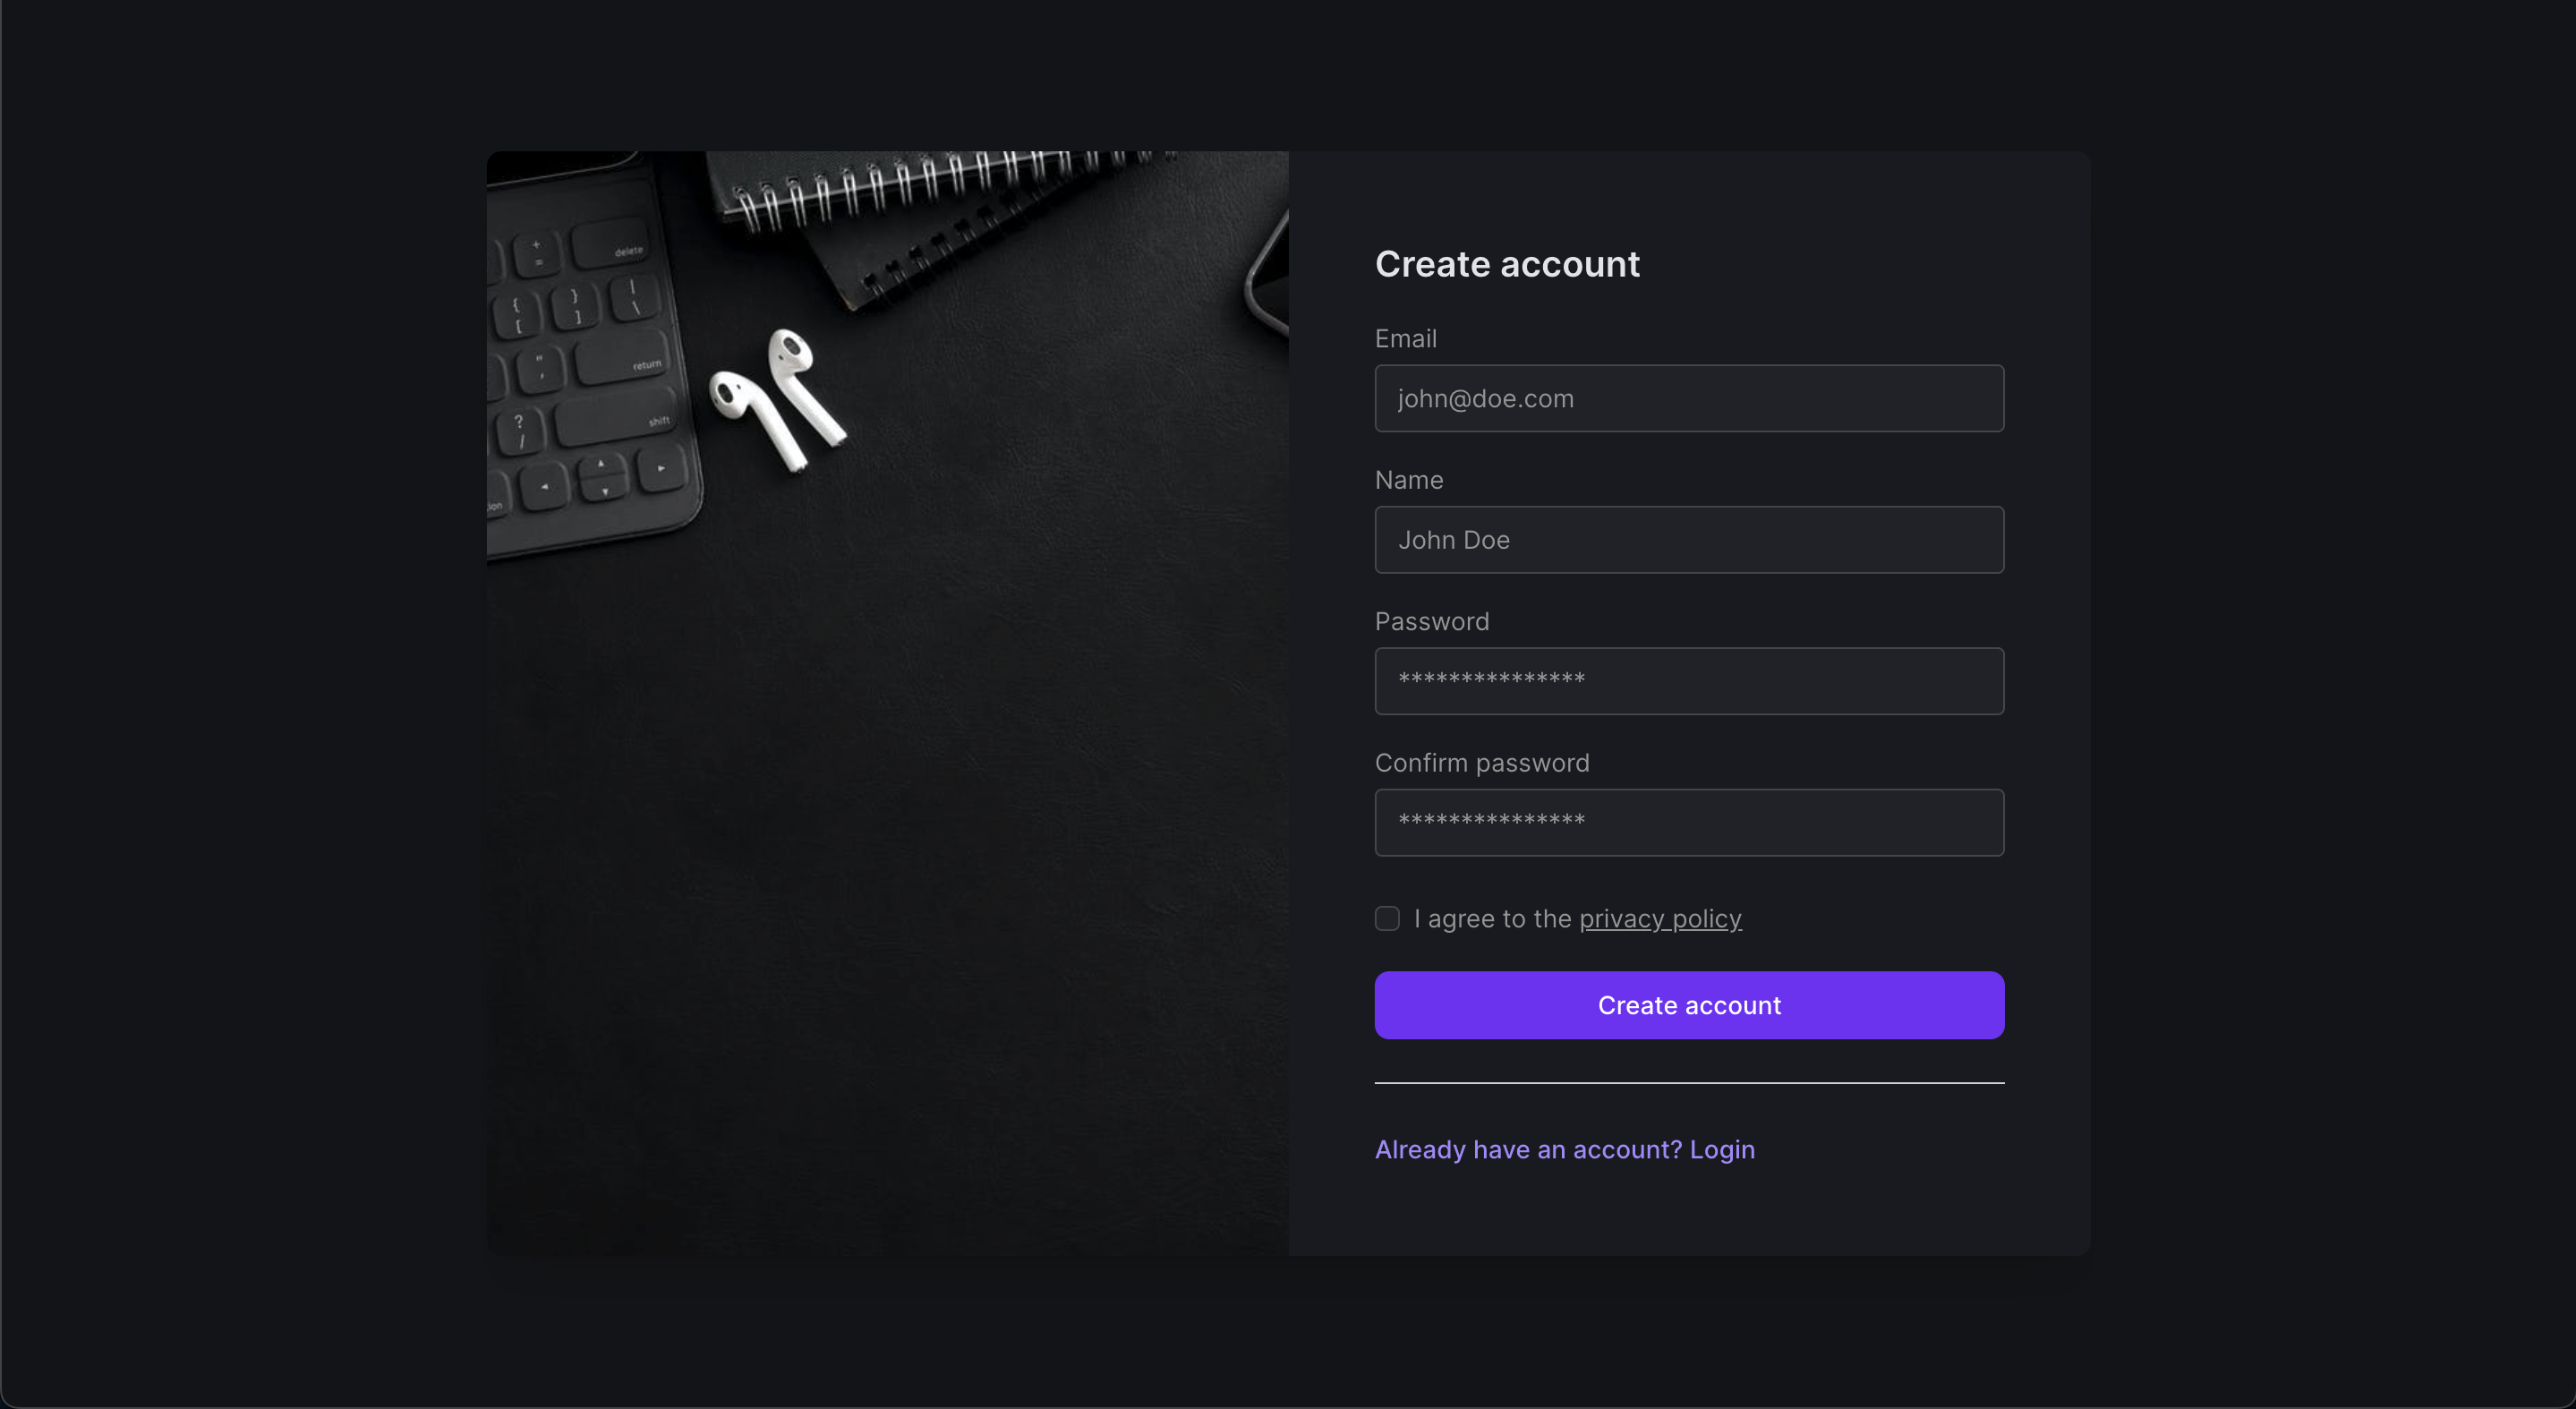 +
=
delete
{
[
}
]
|
\
"
,
return
?
/
shift
Create account
Email
john@doe.com
Name
John Doe
Password
***************
Confirm password
***************
I agree to the privacy policy
Create account
Already have an account? Login